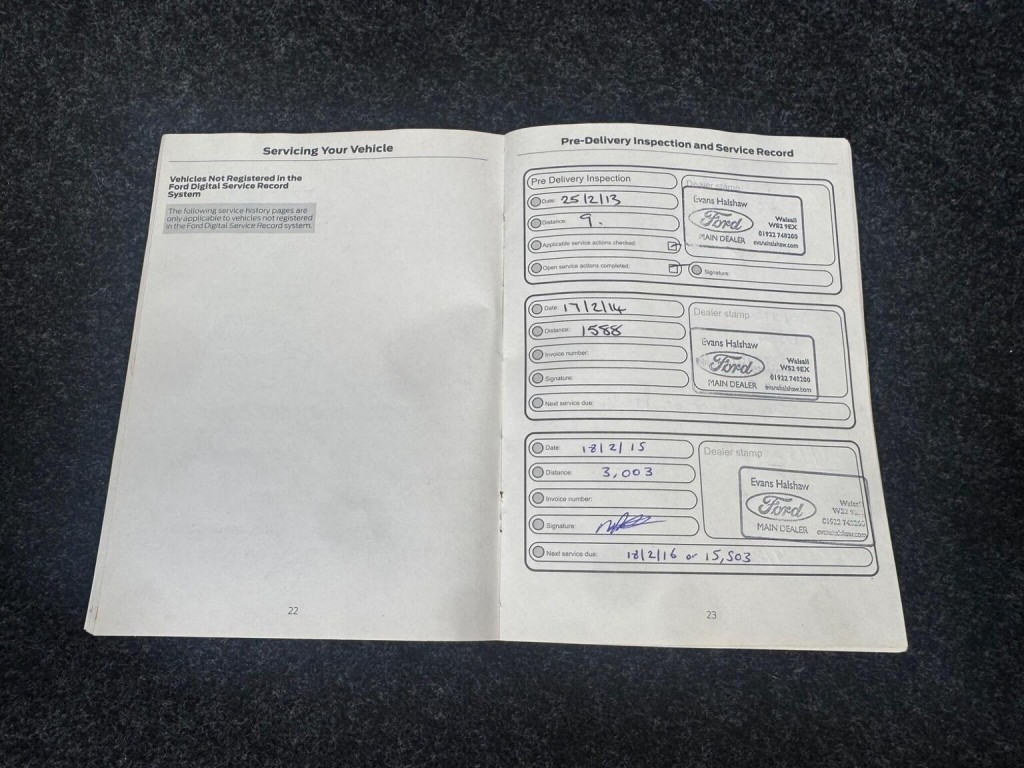 Servicing Your Vehicle
Vehicles Not Registered in the
Ford Digital Service Record
System
The following service history pages are
only applicable to vehicles not registered
in the Ford Digital Service Record system.
22
Pre-Delivery Inspection and Service Record
Pre Delivery Inspection
Date: 25/2/13
Distance: 9.
Applicable service actions checked:
Open service actions completed:
Dealer stamp
Evans Halshaw
Ford
MAIN DEALER
Walsall
WS2 9EX
01922 748200
evanshalshaw.com
Signature:
Date: 17/2/14
Distance: 1588
Invoice number:
Signature:
Next service due:
Dealer stamp
Evans Halshaw
Ford
MAIN DEALER
Walsall
WS2 9EX
01922 748200
evanshalshaw.com
Date: 18/2/15
Distance: 3,003
Invoice number:
Signature:
Next service due: 18/2/16 or 15,503
Dealer stamp
Evans Halshaw
Ford
MAIN DEALER
Walsall
evanshalshaw.com
23